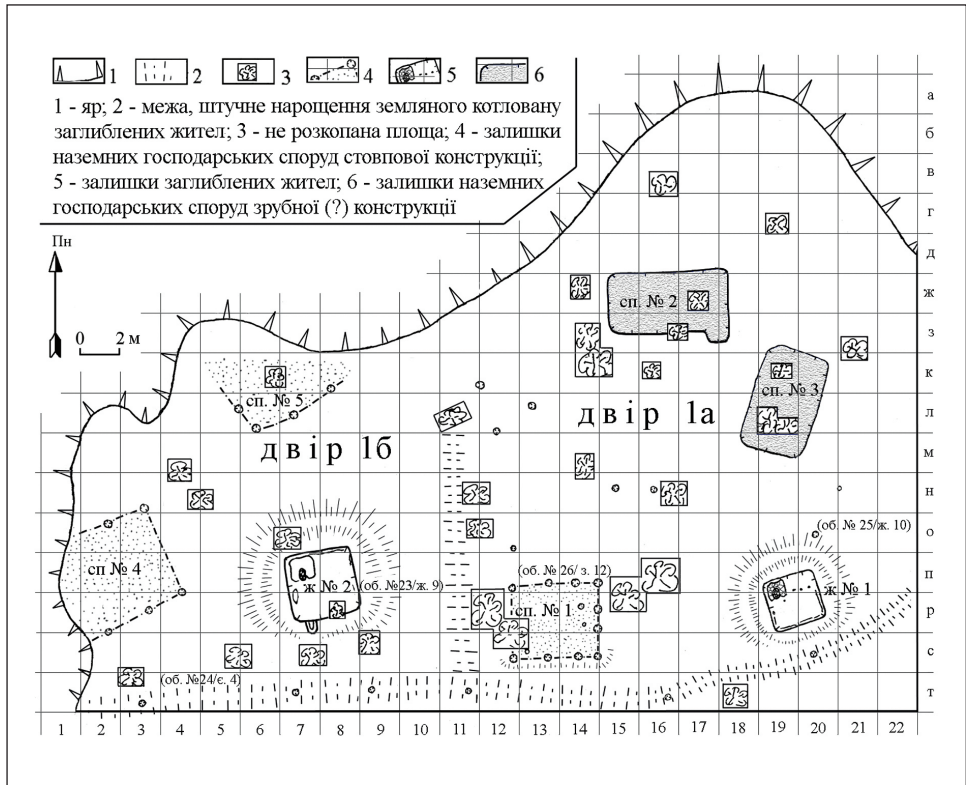 1 2 3 4 5 6
1 - яр; 2 - межа, штучне нарощення земляного котловану
заглиблених жител; 3 - не розкопана площа; 4 - залишки
наземних господарських споруд стовпової конструкції;
5 - залишки заглиблених жител; 6 - залишки наземних
господарських споруд зрубної (?) конструкції
Пн
0 2 м
а
б
в
г
д
ж
з
к
л
м
н
о
п
р
с
т
сп. № 2
сп. № 3
сп. № 5
двір 1а
двір 1б
(об. № 25/ж. 10)
сп № 4
ж № 2
(об. №23/ж. 9)
(об. № 26/ з. 12)
сп. № 1
ж № 1
(об. №24/є. 4)
1 2 3 4 5 6 7 8 9 10 11 12 13 14 15 16 17 18 19 20 22